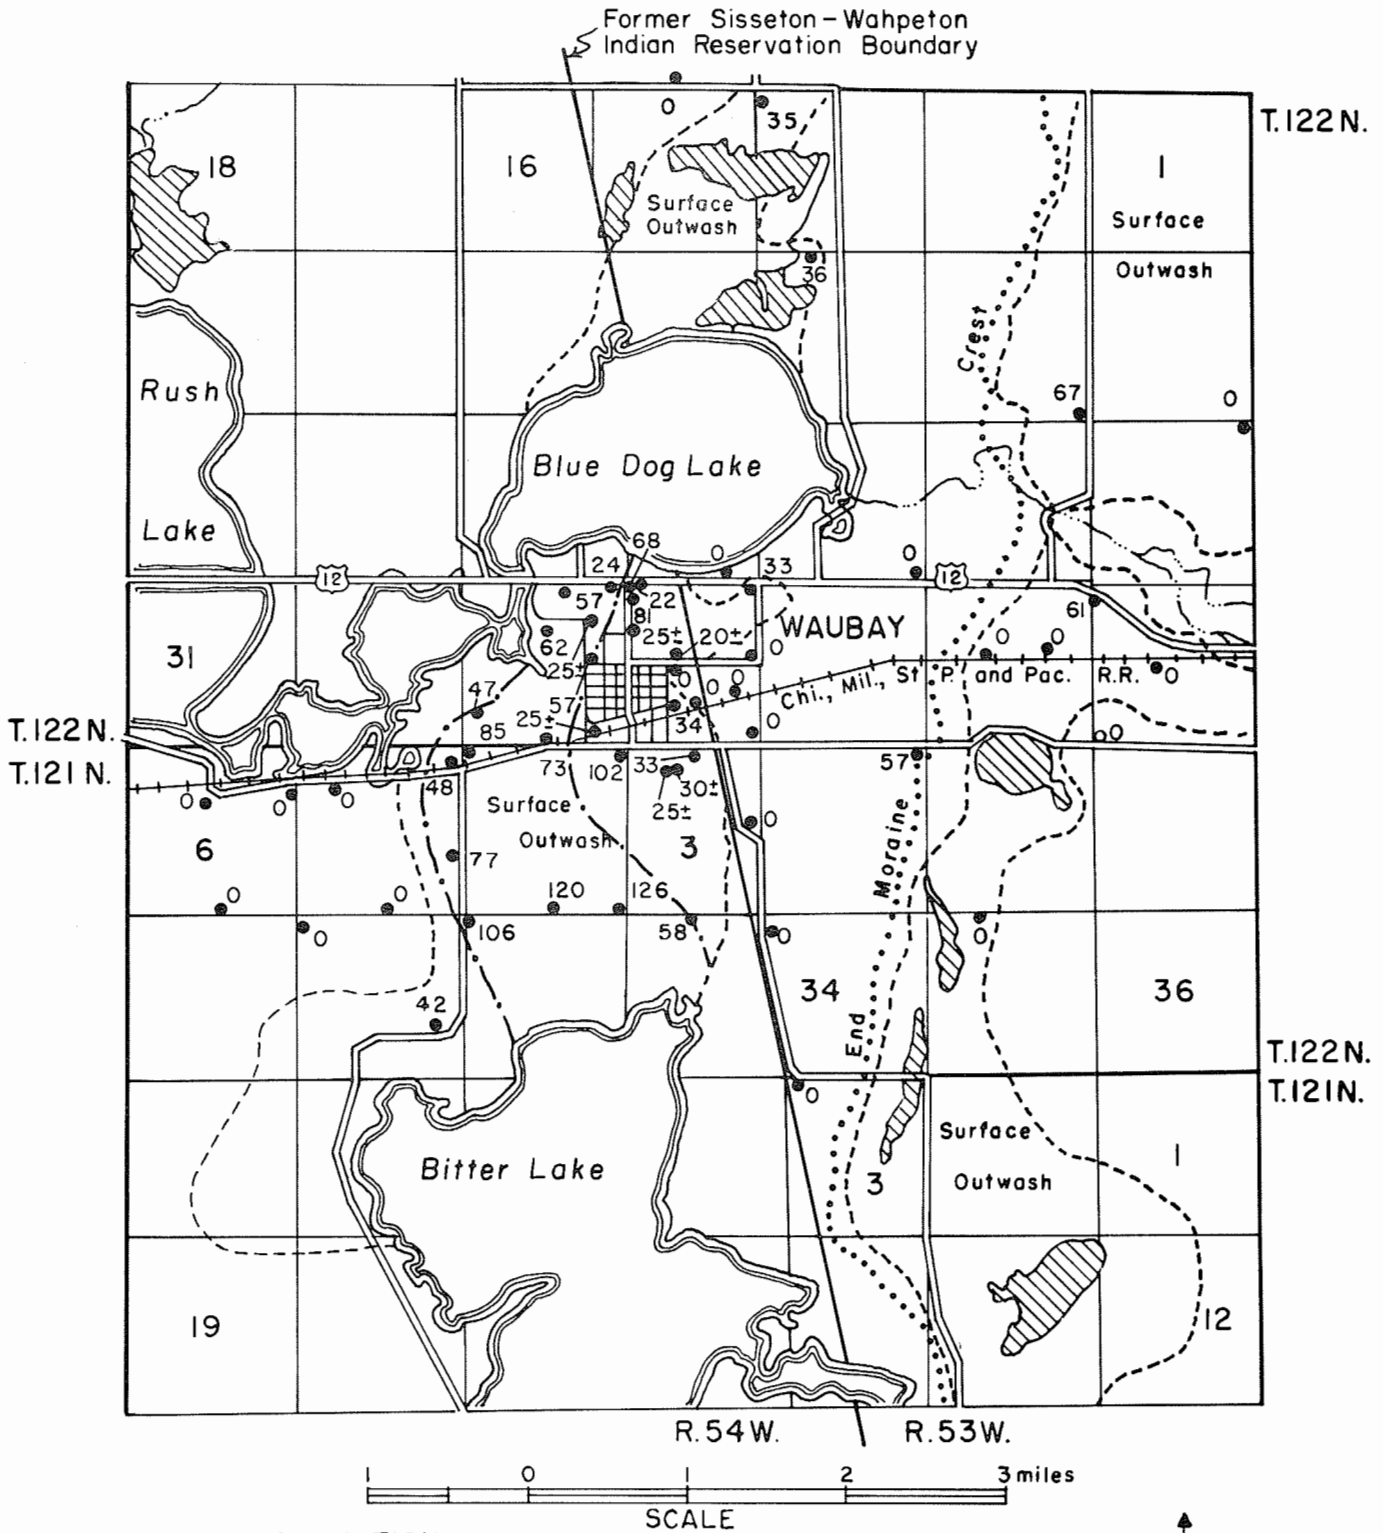 Former Sisseton-Wahpeton
Indian Reservation Boundary
T.122 N.
0
35
18
16
1
Surface
Outwash
Surface
Outwash
36
Crest
Rush
67
0
Blue Dog Lake
Lake
68
0
0
24
33
12
12
57
22
81
61
WAUBAY
62
25±
20±
0
0
0
31
25±
0
0
0
Chi., Mil., St. P. and Pac. R.R.
0
47
57
34
25±
0
T.122 N.
85
0
0
T.121 N.
48
73
102
33
57
30±
0
0
0
Surface
25±
0
Outwash
Moraine
6
3
77
0
0
120
126
0
106
58
0
0
34
36
42
End
T.122N.
T.121N.
0
Surface
1
Bitter Lake
3
Outwash
19
12
R.54W.
R.53W.
1
0
1
2
3 miles
SCALE